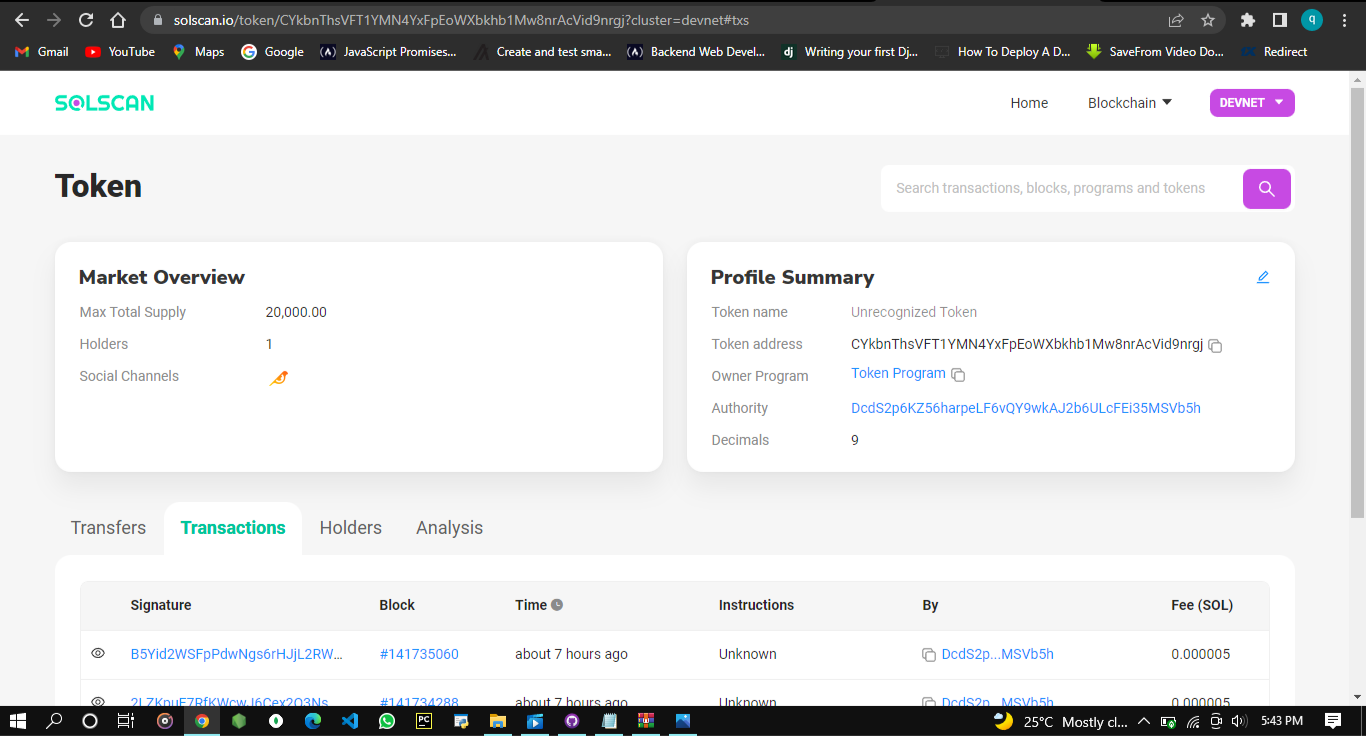 solscan.io/token/CYkbnThsVFT1YMN4YxFpEoWXbkhb1Mw8nrAcVid9nrgj?cluster=devnet#txs
q
Gmail YouTube Maps Google JavaScript Promises... Create and test sma... Backend Web Devel... dj Writing your first Dj... How To Deploy A D... SaveFrom Video Do... Redirect
SOLSCAN Home Blockchain DEVNET
Token
Search transactions, blocks, programs and tokens
Market Overview
Max Total Supply 20,000.00
Holders 1
Social Channels
Profile Summary
Token name Unrecognized Token
Token address CYkbnThsVFT1YMN4YxFpEoWXbkhb1Mw8nrAcVid9nrgj
Owner Program Token Program
Authority DcdS2p6KZ56harpeLF6vQY9wkAJ2b6ULcFEi35MSVb5h
Decimals 9
Transfers Transactions Holders Analysis
Signature Block Time Instructions By Fee (SOL)
B5Yid2WSFpPdwNgs6rHJjL2RW... #141735060 about 7 hours ago Unknown DcdS2p...MSVb5h 0.000005
#141734288 about 7 hours ago Unknown DcdS2p...MSVb5h 0.000005
PC 25°C Mostly cl... 5:43 PM